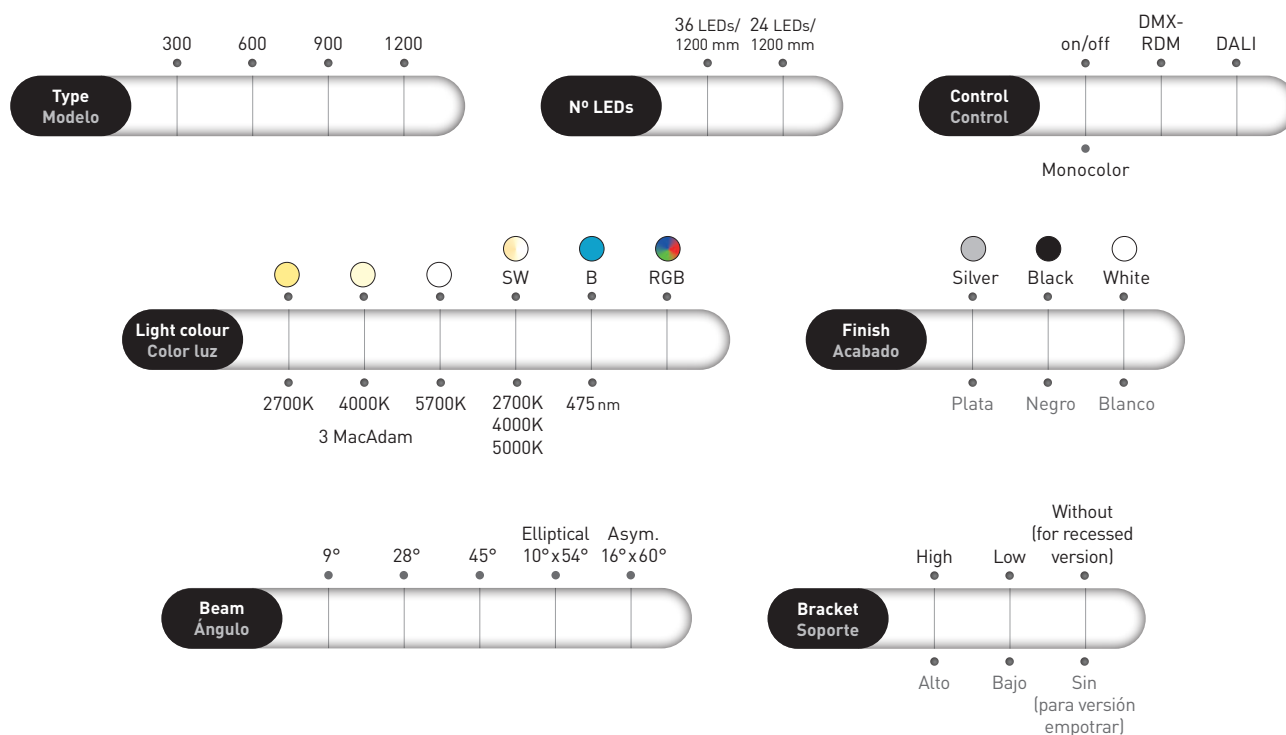 300 600 900 1200
Type
Modelo
36 LEDs/
1200 mm
24 LEDs/
1200 mm
Nº LEDs
on/off
DMX-
RDM
DALI
Control
Control
Monocolor
SW B RGB
Light colour
Color luz
2700K 4000K 5700K
2700K
4000K
5000K
475 nm
3 MacAdam
Silver Black White
Finish
Acabado
Plata Negro Blanco
9° 28° 45°
Elliptical
10°x54°
Asym.
16°x60°
Beam
Ángulo
High Low
Without
(for recessed
version)
Bracket
Soporte
Alto Bajo Sin
(para versión
empotrar)